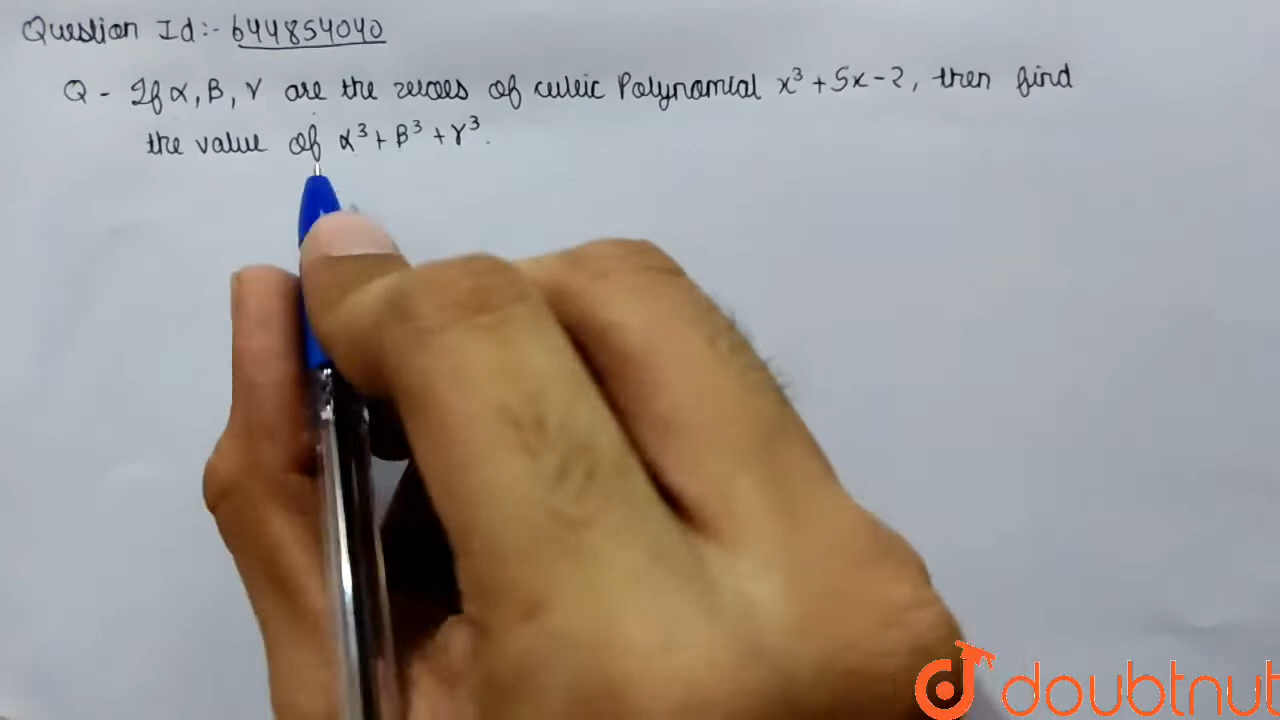 Question Id:- 644854040
Q - If α, β, γ are the zeroes of cubic Polynomial x³ + 5x - 2, then find
the value of α³ + β³ + γ³.
doubtnut